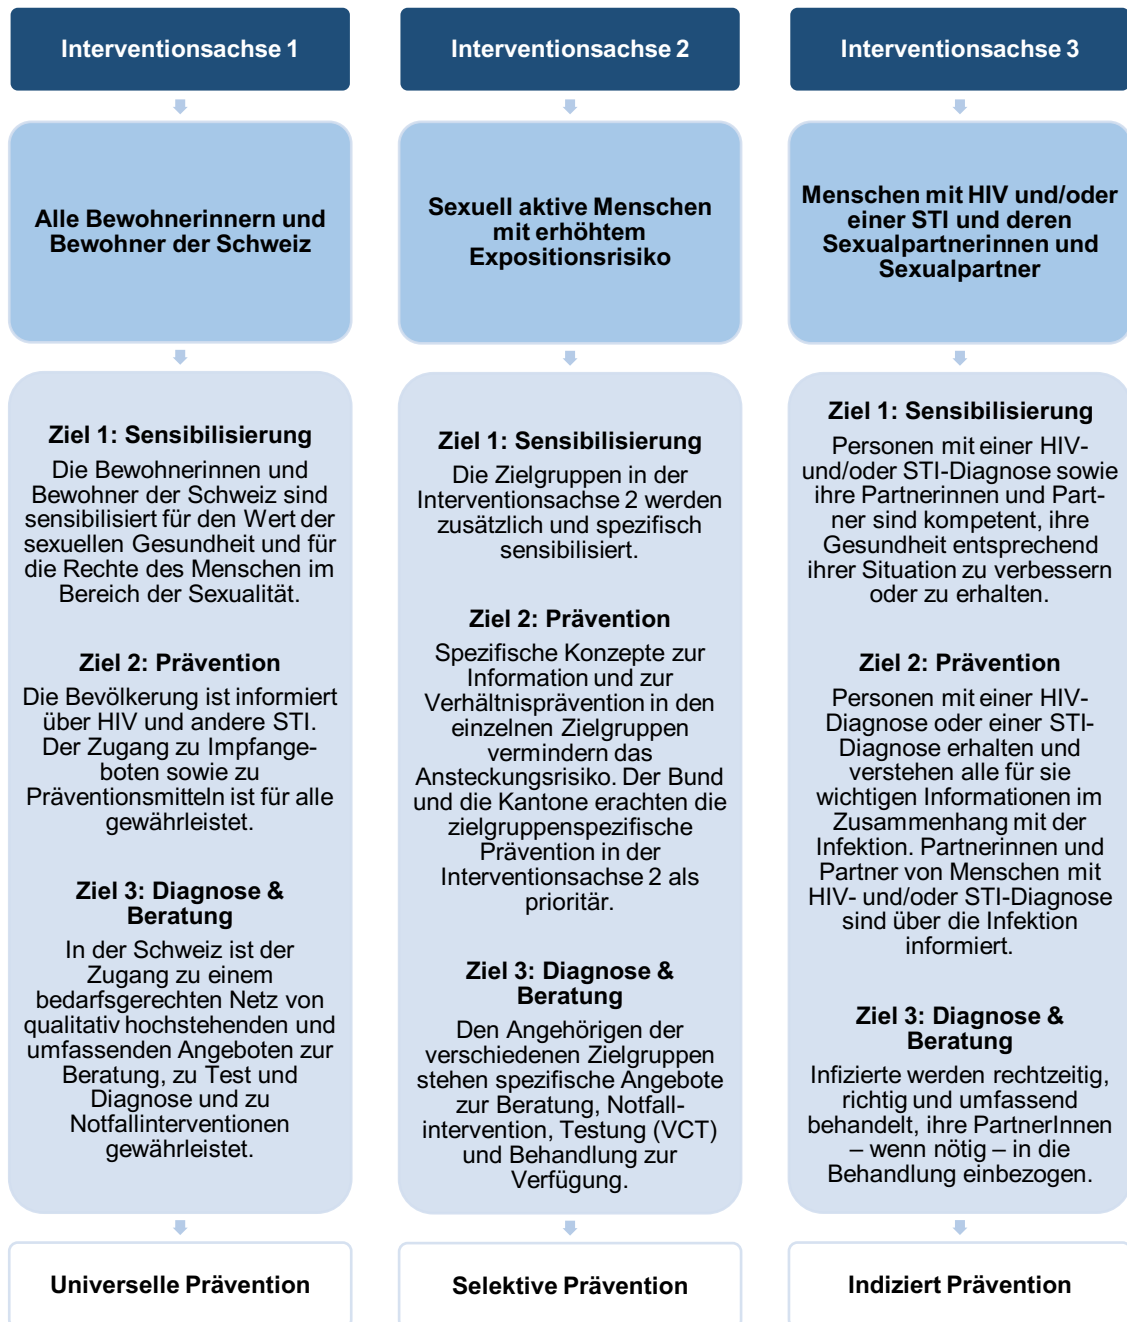 Interventionsachse 1
Alle Bewohnerinnern und
Bewohner der Schweiz
Ziel 1: Sensibilisierung
Die Bewohnerinnen und
Bewohner der Schweiz sind
sensibilisiert für den Wert der
sexuellen Gesundheit und für
die Rechte des Menschen im
Bereich der Sexualität.
Ziel 2: Prävention
Die Bevölkerung ist informiert
über HIV und andere STI.
Der Zugang zu Impfange-
boten sowie zu
Präventionsmitteln ist für alle
gewährleistet.
Ziel 3: Diagnose &
Beratung
In der Schweiz ist der
Zugang zu einem
bedarfsgerechten Netz von
qualitativ hochstehenden und
umfassenden Angeboten zur
Beratung, zu Test und
Diagnose und zu
Notfallinterventionen
gewährleistet.
Universelle Prävention
Interventionsachse 2
Sexuell aktive Menschen
mit erhöhtem
Expositionsrisiko
Ziel 1: Sensibilisierung
Die Zielgruppen in der
Interventionsachse 2 werden
zusätzlich und spezifisch
sensibilisiert.
Ziel 2: Prävention
Spezifische Konzepte zur
Information und zur
Verhältnisprävention in den
einzelnen Zielgruppen
vermindern das
Ansteckungsrisiko. Der Bund
und die Kantone erachten die
zielgruppenspezifische
Prävention in der
Interventionsachse 2 als
prioritär.
Ziel 3: Diagnose &
Beratung
Den Angehörigen der
verschiedenen Zielgruppen
stehen spezifische Angebote
zur Beratung, Notfall-
intervention, Testung (VCT)
und Behandlung zur
Verfügung.
Selektive Prävention
Interventionsachse 3
Menschen mit HIV und/oder
einer STI und deren
Sexualpartnerinnen und
Sexualpartner
Ziel 1: Sensibilisierung
Personen mit einer HIV-
und/oder STI-Diagnose sowie
ihre Partnerinnen und Part-
ner sind kompetent, ihre
Gesundheit entsprechend
ihrer Situation zu verbessern
oder zu erhalten.
Ziel 2: Prävention
Personen mit einer HIV-
Diagnose oder einer STI-
Diagnose erhalten und
verstehen alle für sie
wichtigen Informationen im
Zusammenhang mit der
Infektion. Partnerinnen und
Partner von Menschen mit
HIV- und/oder STI-Diagnose
sind über die Infektion
informiert.
Ziel 3: Diagnose &
Beratung
Infizierte werden rechtzeitig,
richtig und umfassend
behandelt, ihre PartnerInnen
– wenn nötig – in die
Behandlung einbezogen.
Indiziert Prävention